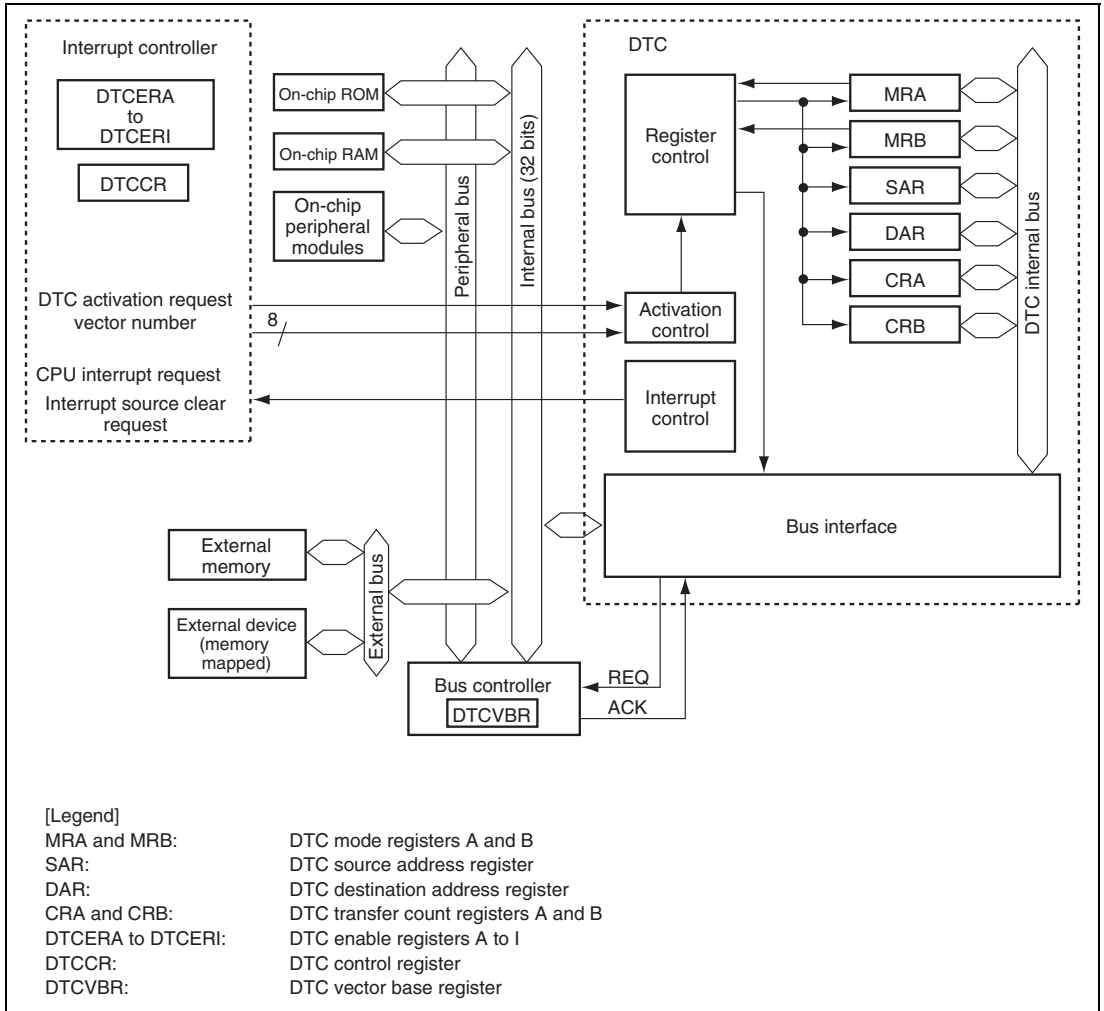 Interrupt controller
DTCERA
to
DTCERI
DTCCR
DTC activation request
vector number
8
CPU interrupt request
Interrupt source clear
request
On-chip ROM
On-chip RAM
On-chip
peripheral
modules
Peripheral bus
Internal bus (32 bits)
DTC
Register
control
Activation
control
Interrupt
control
MRA
MRB
SAR
DAR
CRA
CRB
DTC internal bus
Bus interface
External
memory
External device
(memory
mapped)
External bus
Bus controller
DTCVBR
REQ
ACK
[Legend]
MRA and MRB: DTC mode registers A and B
SAR: DTC source address register
DAR: DTC destination address register
CRA and CRB: DTC transfer count registers A and B
DTCERA to DTCERI: DTC enable registers A to I
DTCCR: DTC control register
DTCVBR: DTC vector base register